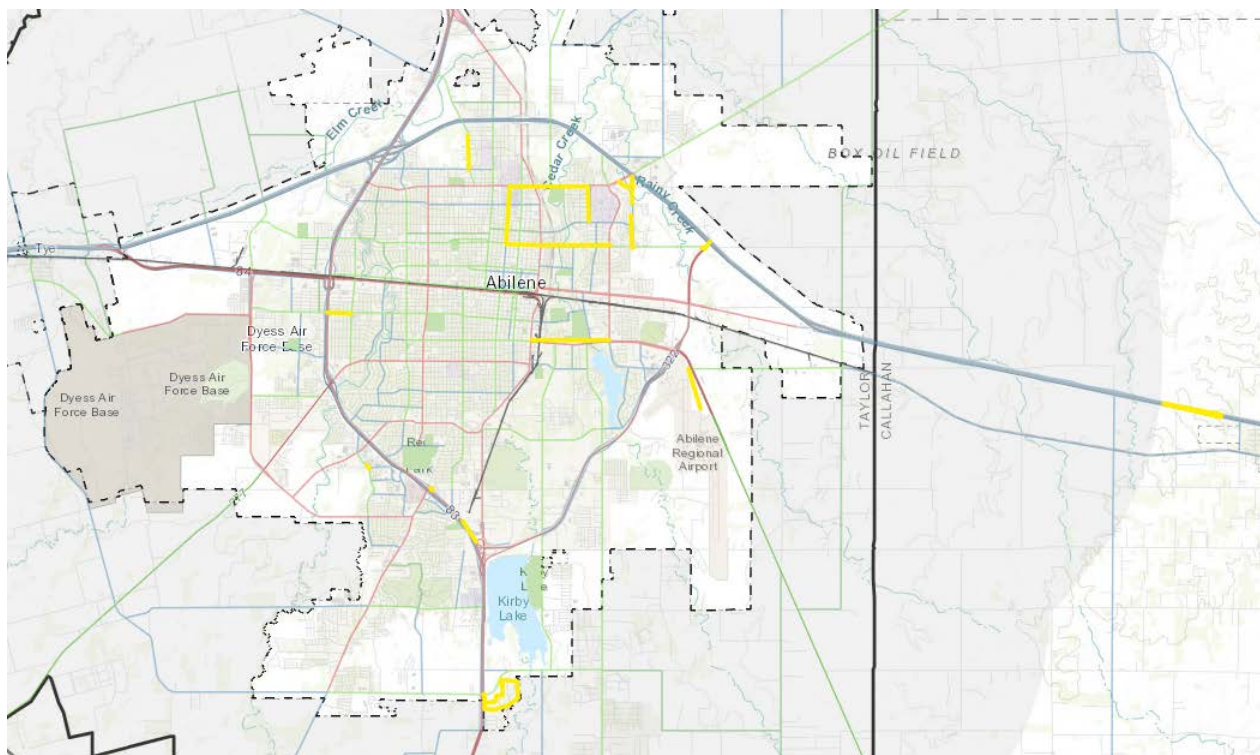 Elm Creek
Cedar Creek
BOX OIL FIELD
Rainy Creek
Tye
84
Abilene
Dyess Air
Force Base
322
Dyess Air
Force Base
Dyess Air
Force Base
TAYLOR
CALLAHAN
Abilene
Regional
Airport
83
Kirby
Lake